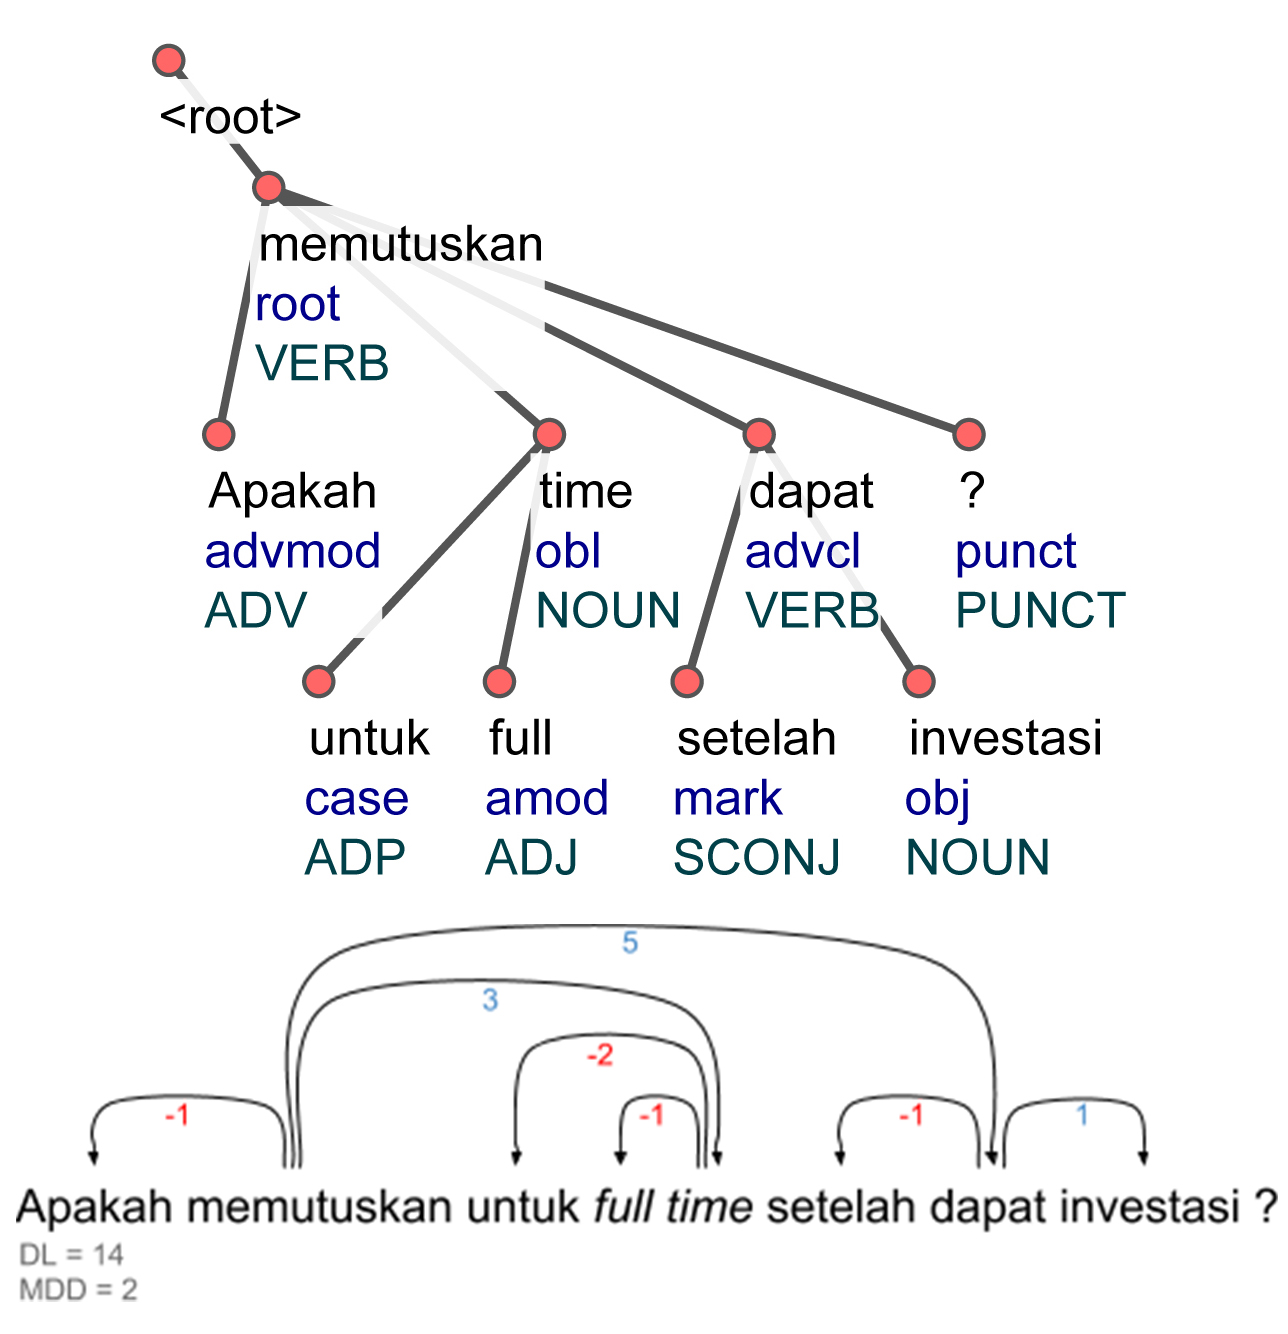 <root>
memutuskan
root
VERB
Apakah time dapat ?
advmod obl advcl punct
ADV NOUN VERB PUNCT
untuk full setelah investasi
case amod mark obj
ADP ADJ SCONJ NOUN
5
3
-2
-1 -1 -1 1
Apakah memutuskan untuk full time setelah dapat investasi ?
DL = 14
MDD = 2